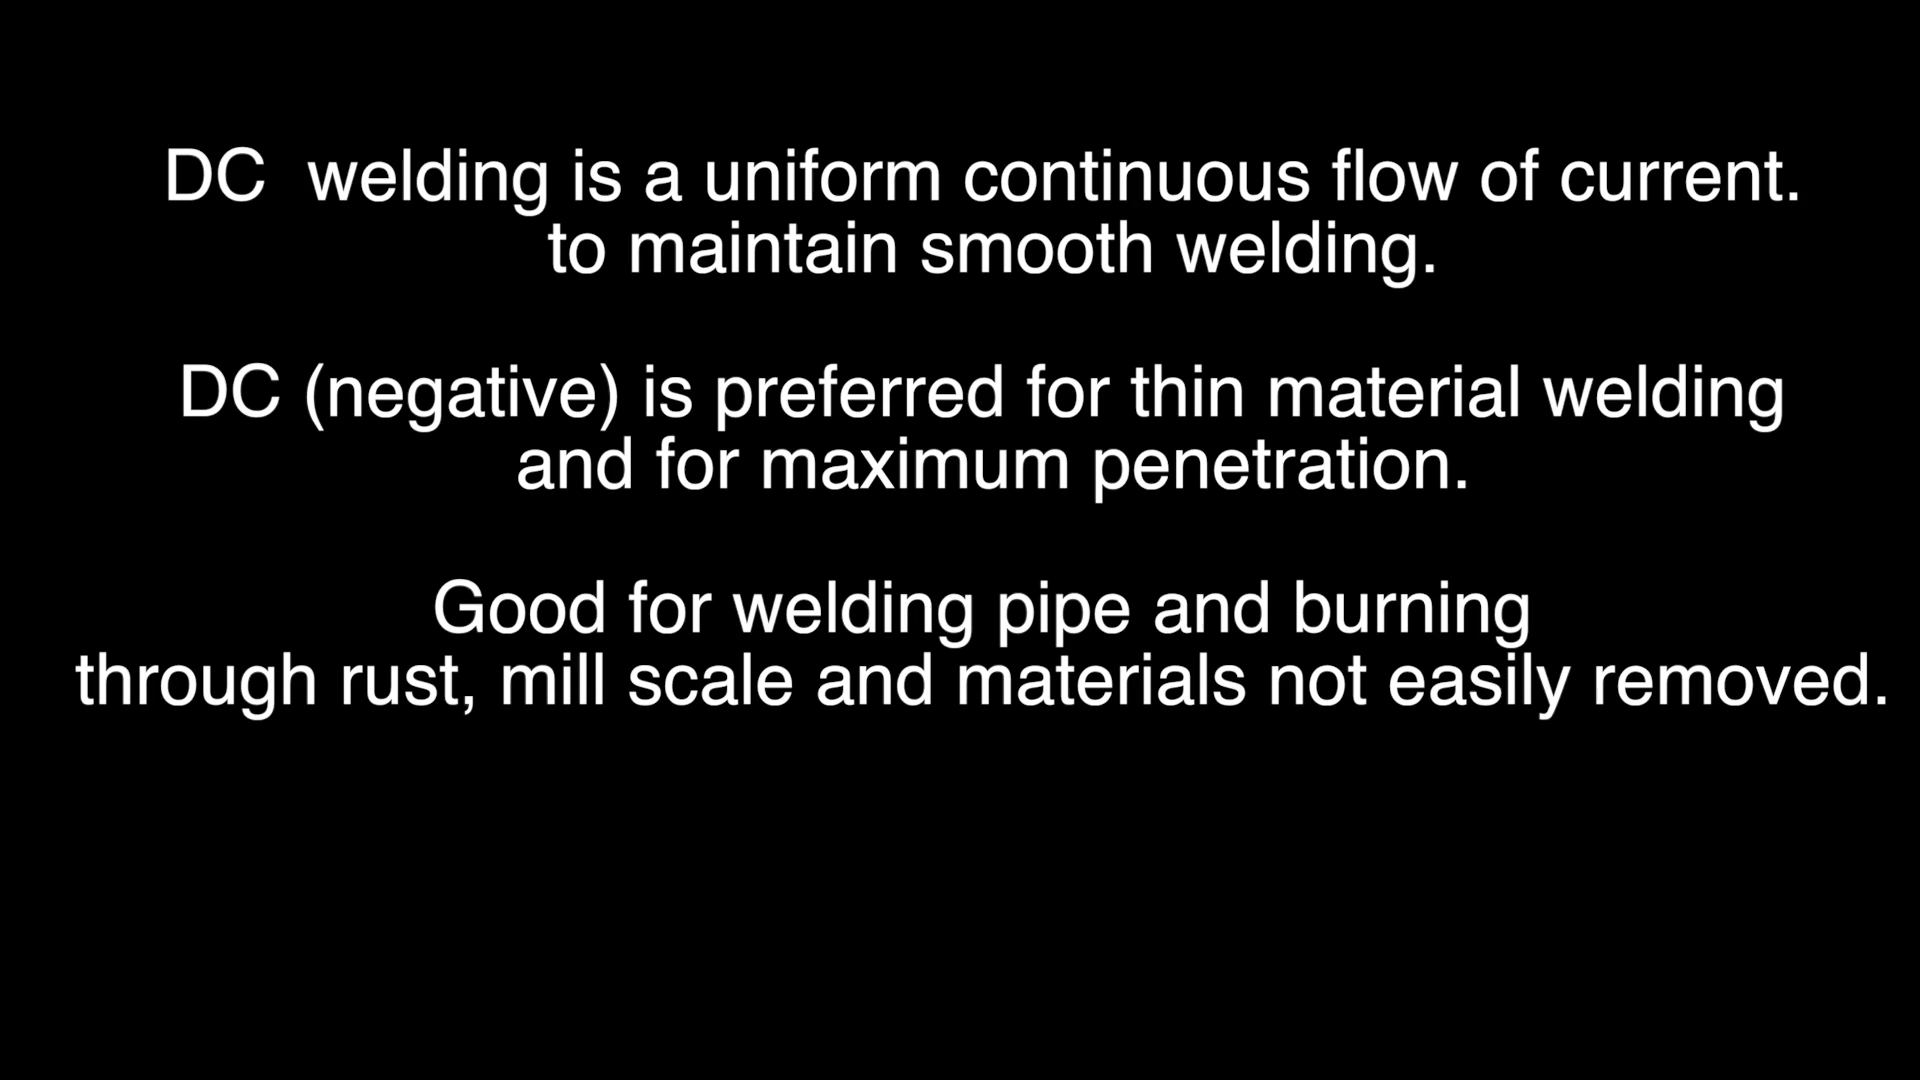 DC  welding is a uniform continuous flow of current.
to maintain smooth welding.
DC (negative) is preferred for thin material welding
and for maximum penetration.
Good for welding pipe and burning
through rust, mill scale and materials not easily removed.